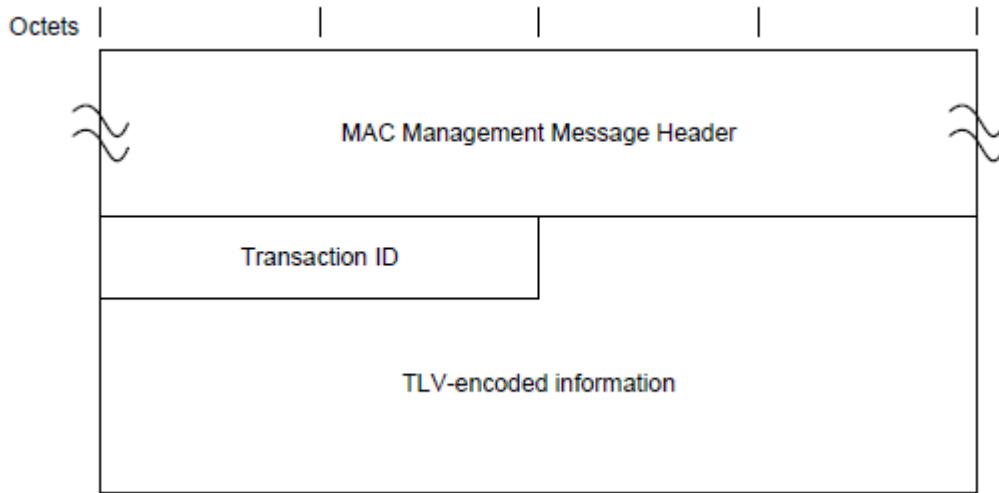 Octets
MAC Management Message Header
Transaction ID
TLV-encoded information